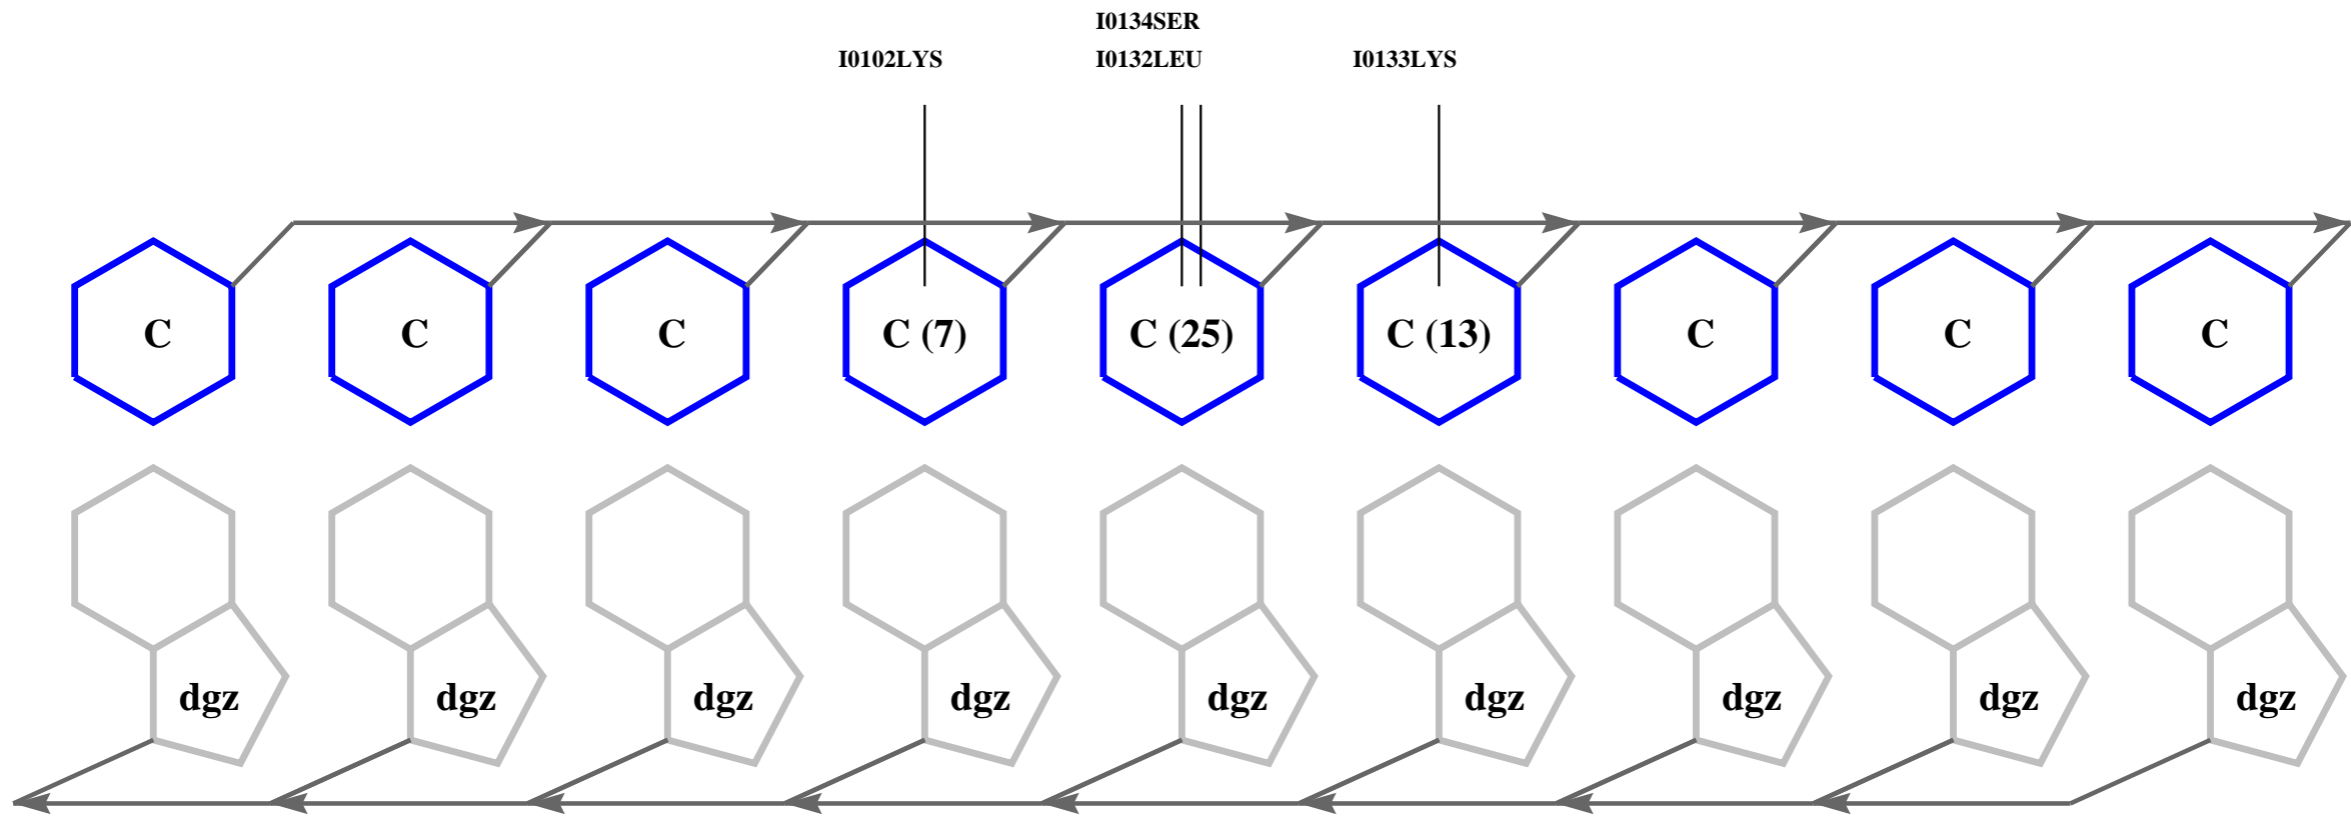 I0134SER
I0102LYS I0132LEU I0133LYS
C C C C (7) C (25) C (13) C C C
dgz dgz dgz dgz dgz dgz dgz dgz dgz